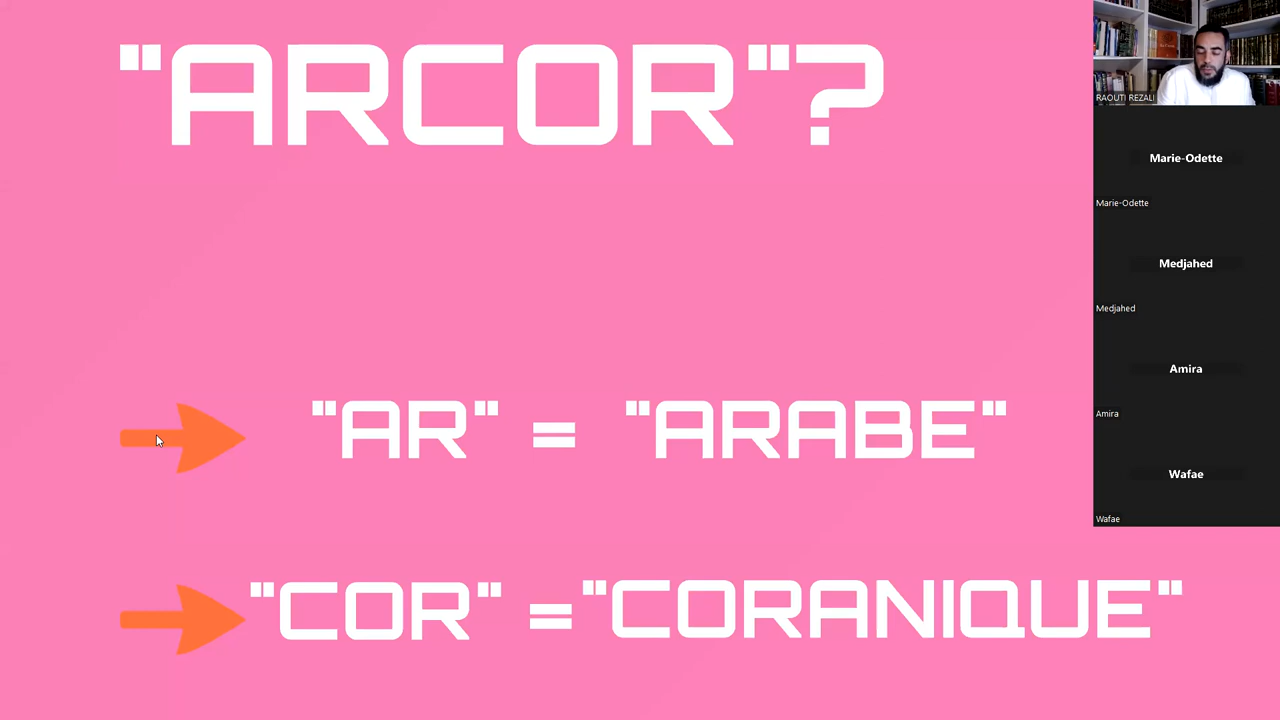 "ARCOR"?
"AR" = "ARABE"
"COR" ="CORANIQUE"
RAOUTI REZALI
Marie-Odette
Marie-Odette
Medjahed
Medjahed
Amira
Amira
Wafae
Wafae